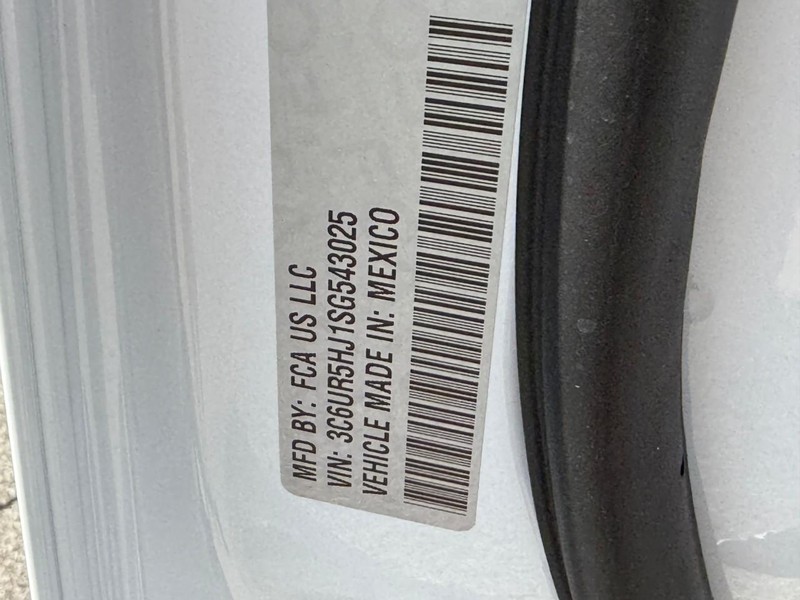 MFD BY: FCA US LLC
VIN: 3C6UR5HJ1SG543025
VEHICLE MADE IN: MEXICO